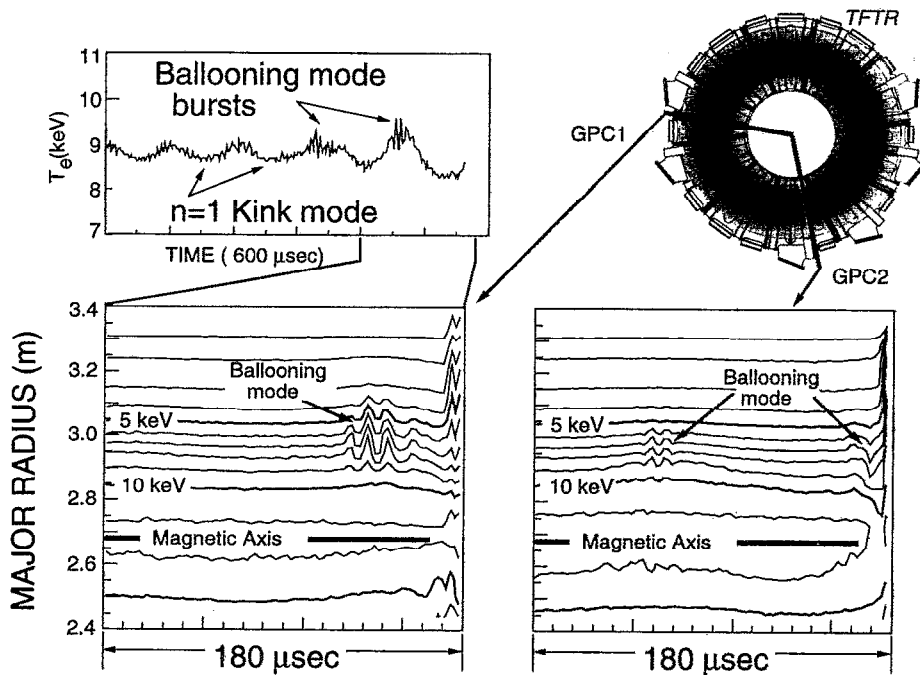 TFTR
11
10
9
8
7
T_e(keV)
Ballooning mode
bursts
n=1 Kink mode
TIME ( 600 μsec)
GPC1
GPC2
MAJOR RADIUS (m)
3.4
3.2
3.0
2.8
2.6
2.4
Ballooning
mode
5 keV
10 keV
Magnetic Axis
180 μsec
Ballooning
mode
5 keV
10 keV
Magnetic Axis
180 μsec